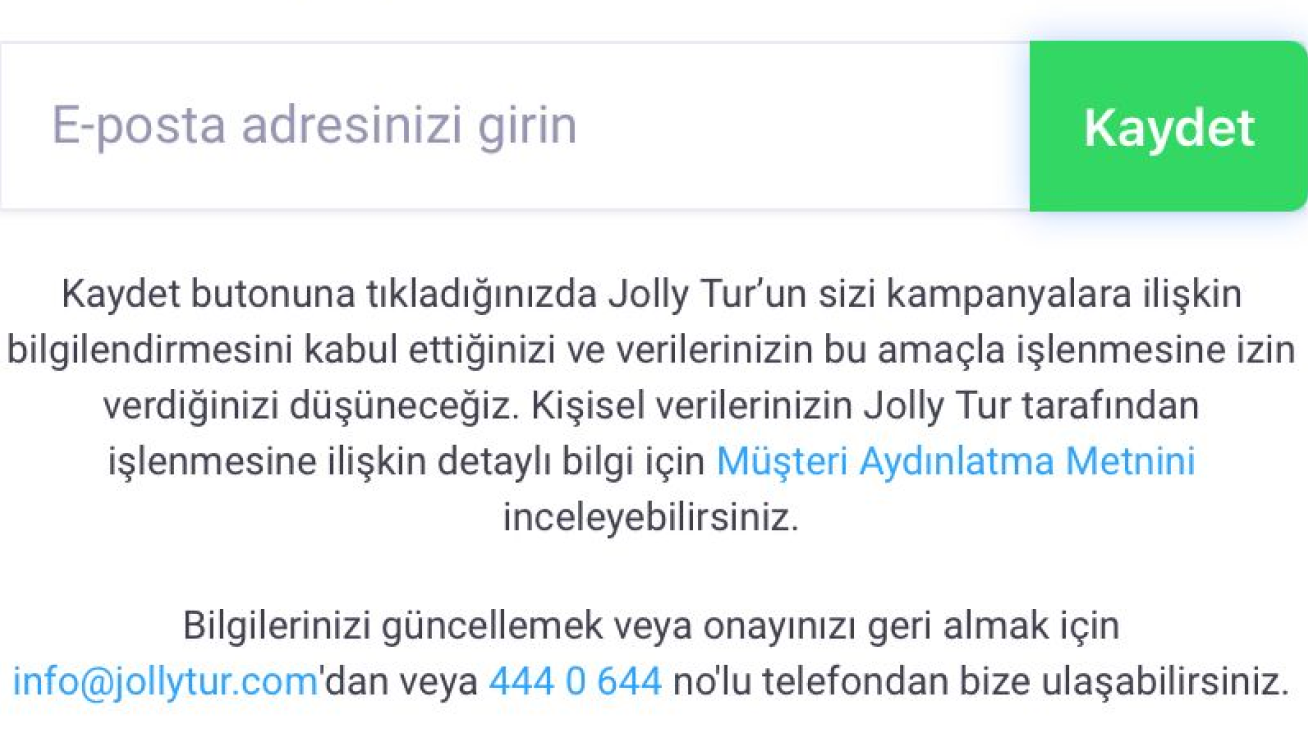 E-posta adresinizi girin
Kaydet
Kaydet butonuna tıkladığınızda Jolly Tur’un sizi kampanyalara ilişkin
bilgilendirmesini kabul ettiğinizi ve verilerinizin bu amaçla işlenmesine izin
verdiğinizi düşüneceğiz. Kişisel verilerinizin Jolly Tur tarafından
işlenmesine ilişkin detaylı bilgi için Müşteri Aydınlatma Metnini
inceleyebilirsiniz.
Bilgilerinizi güncellemek veya onayınızı geri almak için
info@jollytur.com'dan veya 444 0 644 no'lu telefondan bize ulaşabilirsiniz.